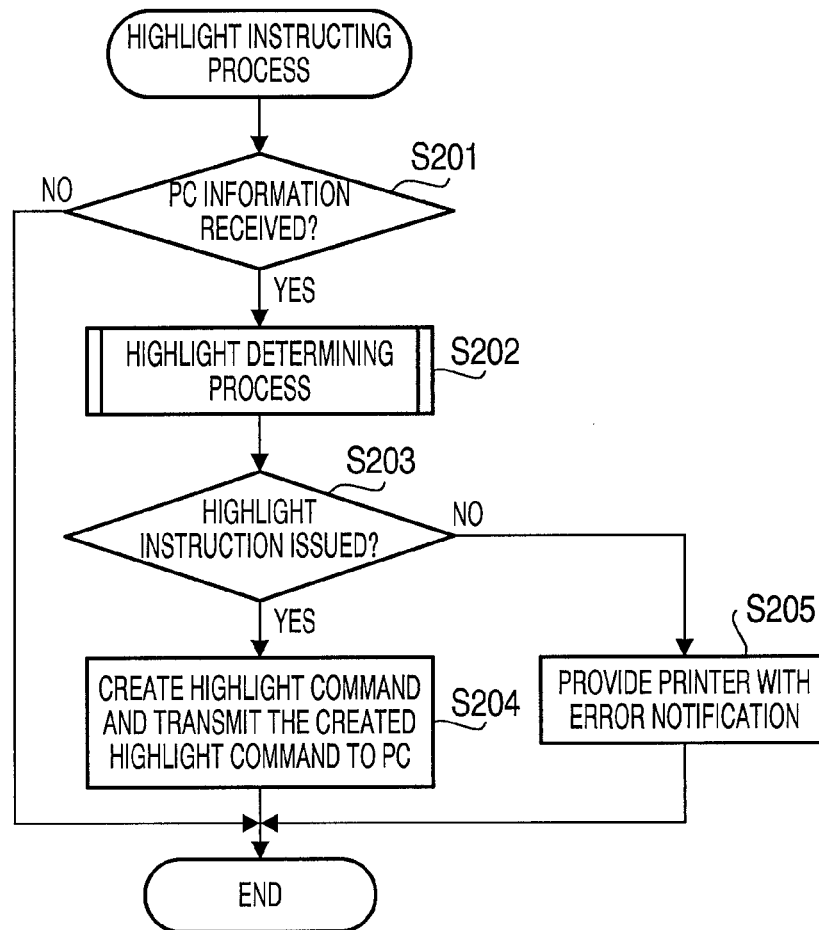 HIGHLIGHT INSTRUCTING
PROCESS
S201
NO
PC INFORMATION
RECEIVED?
YES
HIGHLIGHT DETERMINING
PROCESS
S202
S203
HIGHLIGHT
INSTRUCTION ISSUED?
NO
YES
S205
CREATE HIGHLIGHT COMMAND
AND TRANSMIT THE CREATED
HIGHLIGHT COMMAND TO PC
S204
PROVIDE PRINTER WITH
ERROR NOTIFICATION
END